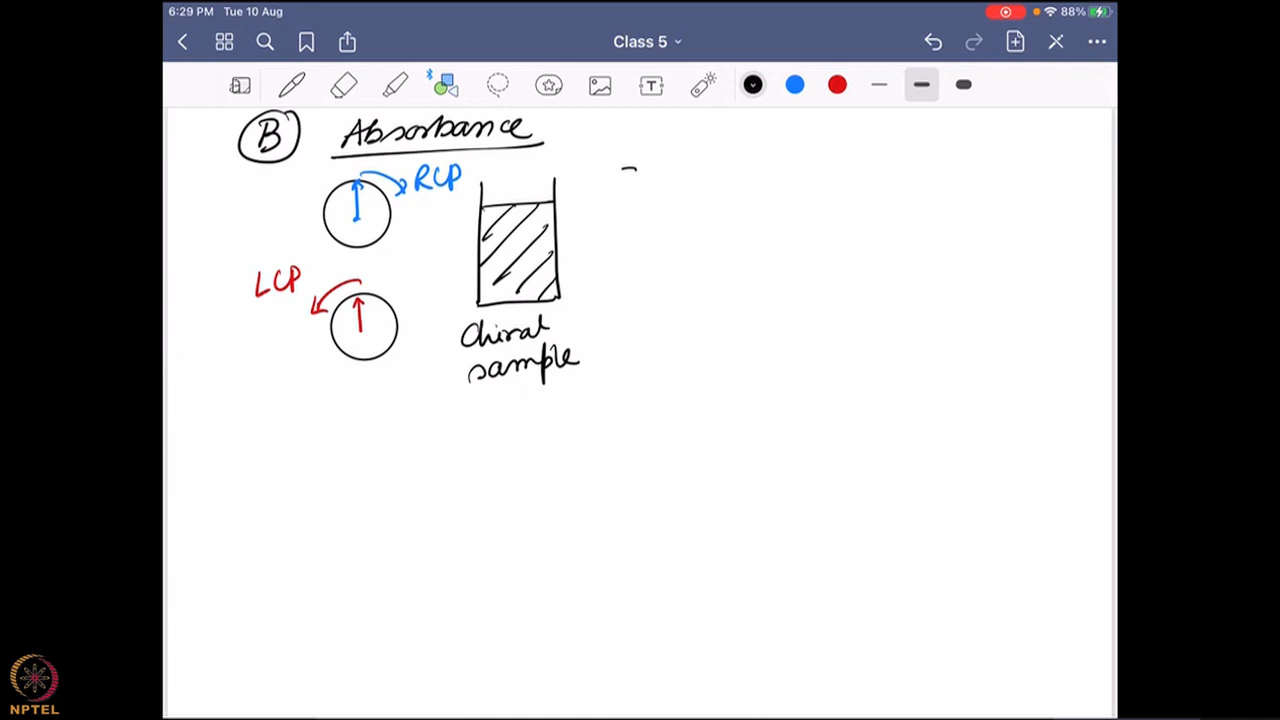 6:29 PM Tue 10 Aug
88%
Class 5
T
B Absorbance
RCP
LCP
Chiral
sample
NPTEL